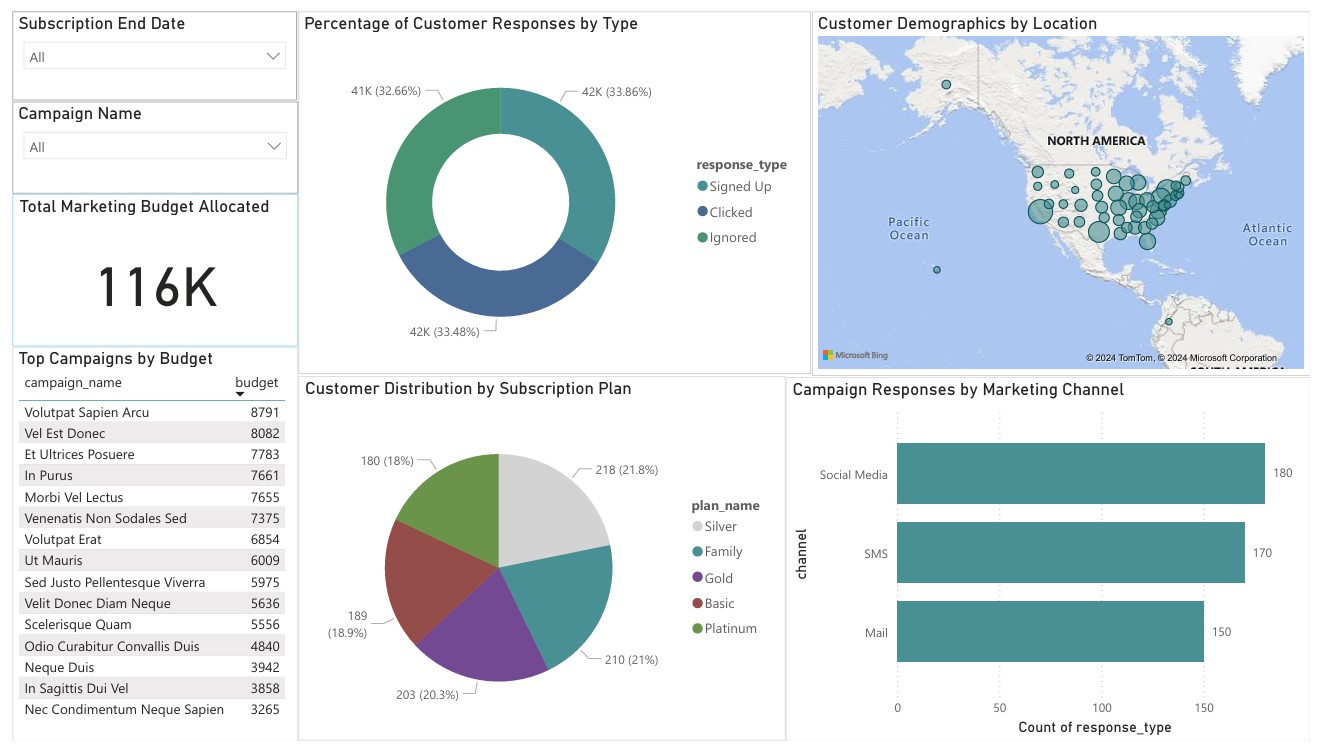 Subscription End Date
All
Campaign Name
All
Total Marketing Budget Allocated
116K
Top Campaigns by Budget
campaign_name budget
Volutpat Sapien Arcu 8791
Vel Est Donec 8082
Et Ultrices Posuere 7783
In Purus 7661
Morbi Vel Lectus 7655
Venenatis Non Sodales Sed 7375
Volutpat Erat 6854
Ut Mauris 6009
Sed Justo Pellentesque Viverra 5975
Velit Donec Diam Neque 5636
Scelerisque Quam 5556
Odio Curabitur Convallis Duis 4840
Neque Duis 3942
In Sagittis Dui Vel 3858
Nec Condimentum Neque Sapien 3265
Percentage of Customer Responses by Type
41K (32.66%)
42K (33.86%)
42K (33.48%)
response_type
Signed Up
Clicked
Ignored
Customer Demographics by Location
NORTH AMERICA
Pacific
Ocean
Atlantic
Ocean
Microsoft Bing
© 2024 TomTom, © 2024 Microsoft Corporation
SOUTH AMERICA
Customer Distribution by Subscription Plan
180 (18%)
218 (21.8%)
189
(18.9%)
210 (21%)
203 (20.3%)
plan_name
Silver
Family
Gold
Basic
Platinum
Campaign Responses by Marketing Channel
channel
Social Media 180
SMS 170
Mail 150
0 50 100 150
Count of response_type